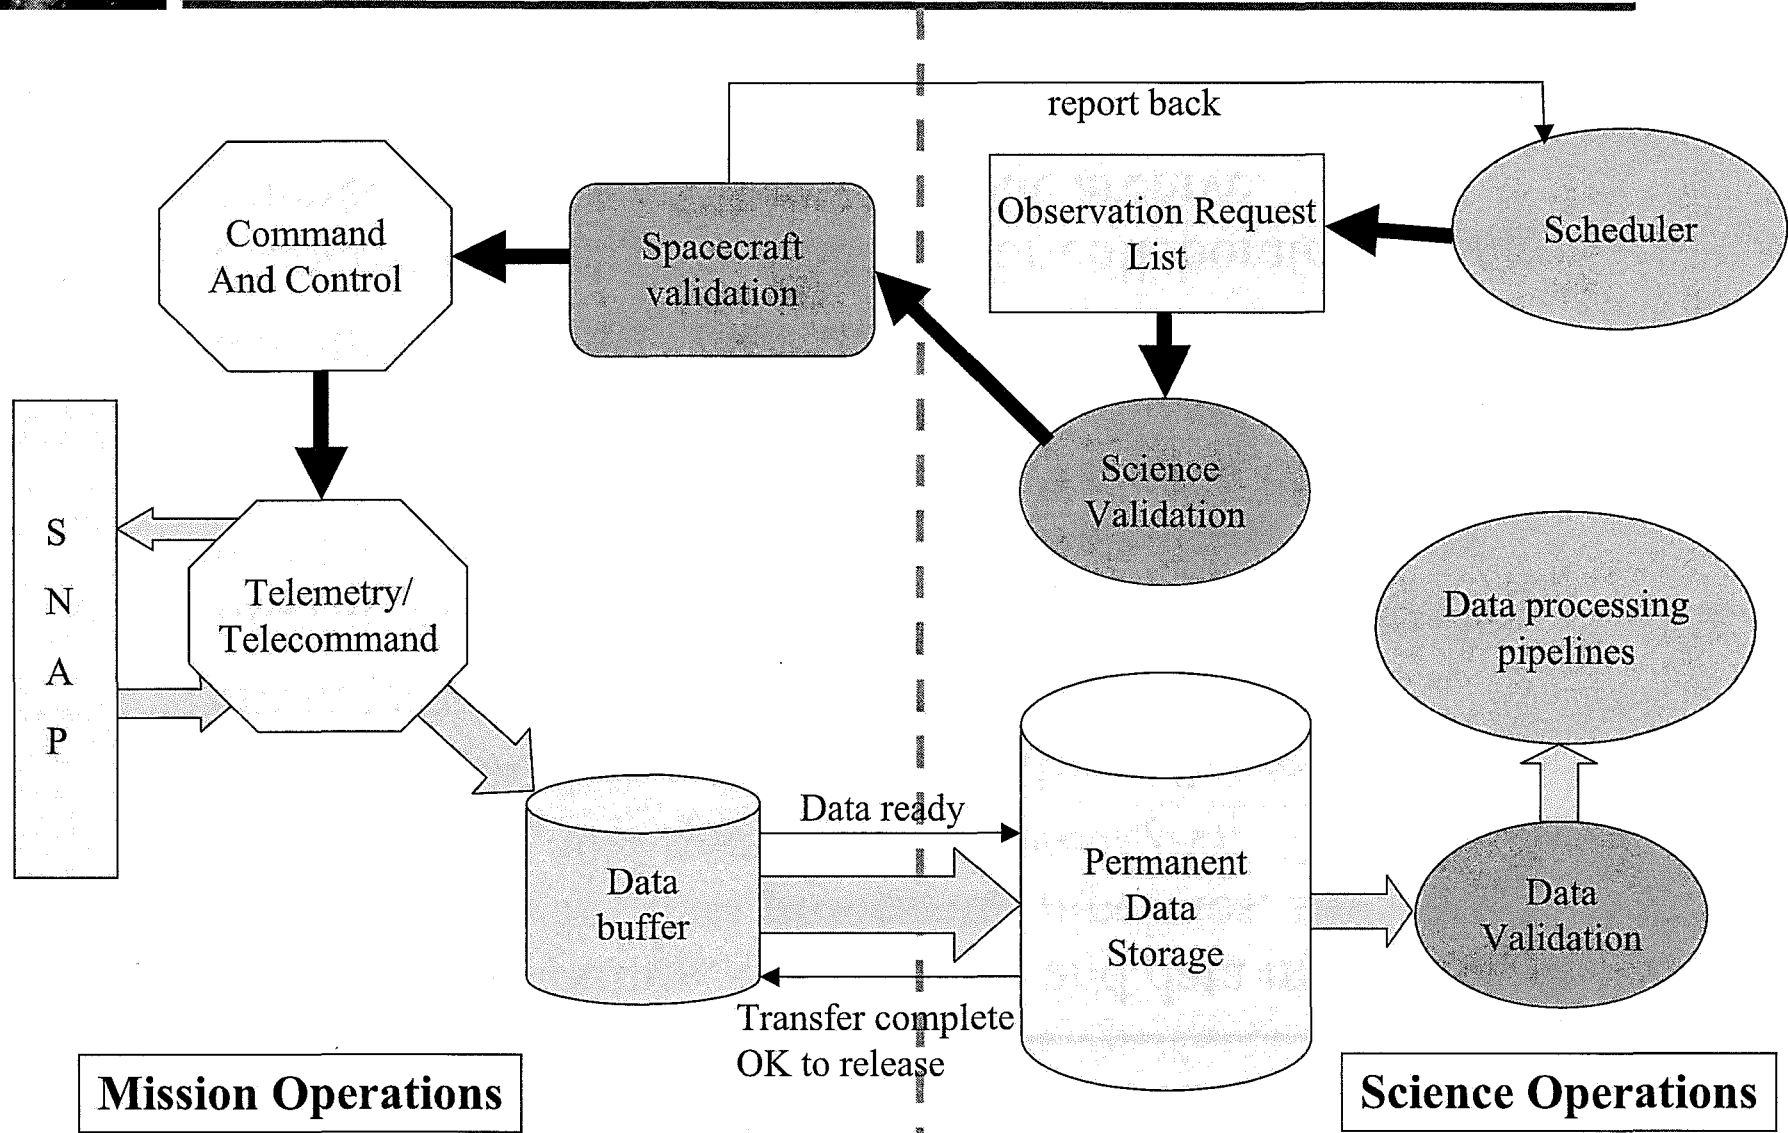 report back
Command
And Control
Spacecraft
validation
Observation Request
List
Scheduler
Science
Validation
S
N
A
P
Telemetry/
Telecommand
Data processing
pipelines
Data ready
Data
buffer
Permanent
Data
Storage
Data
Validation
Transfer complete
OK to release
Mission Operations
Science Operations